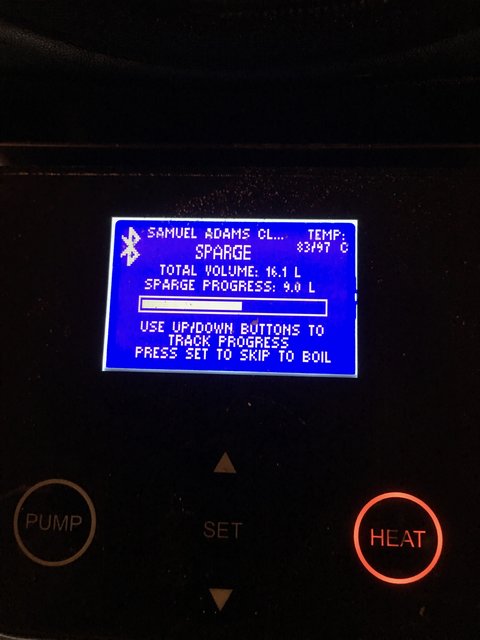 SAMUEL ADAMS CL... TEMP:
83/97 C
SPARGE
TOTAL VOLUME: 16.1 L
SPARGE PROGRESS: 9.0 L
USE UP/DOWN BUTTONS TO
TRACK PROGRESS
PRESS SET TO SKIP TO BOIL
PUMP SET HEAT